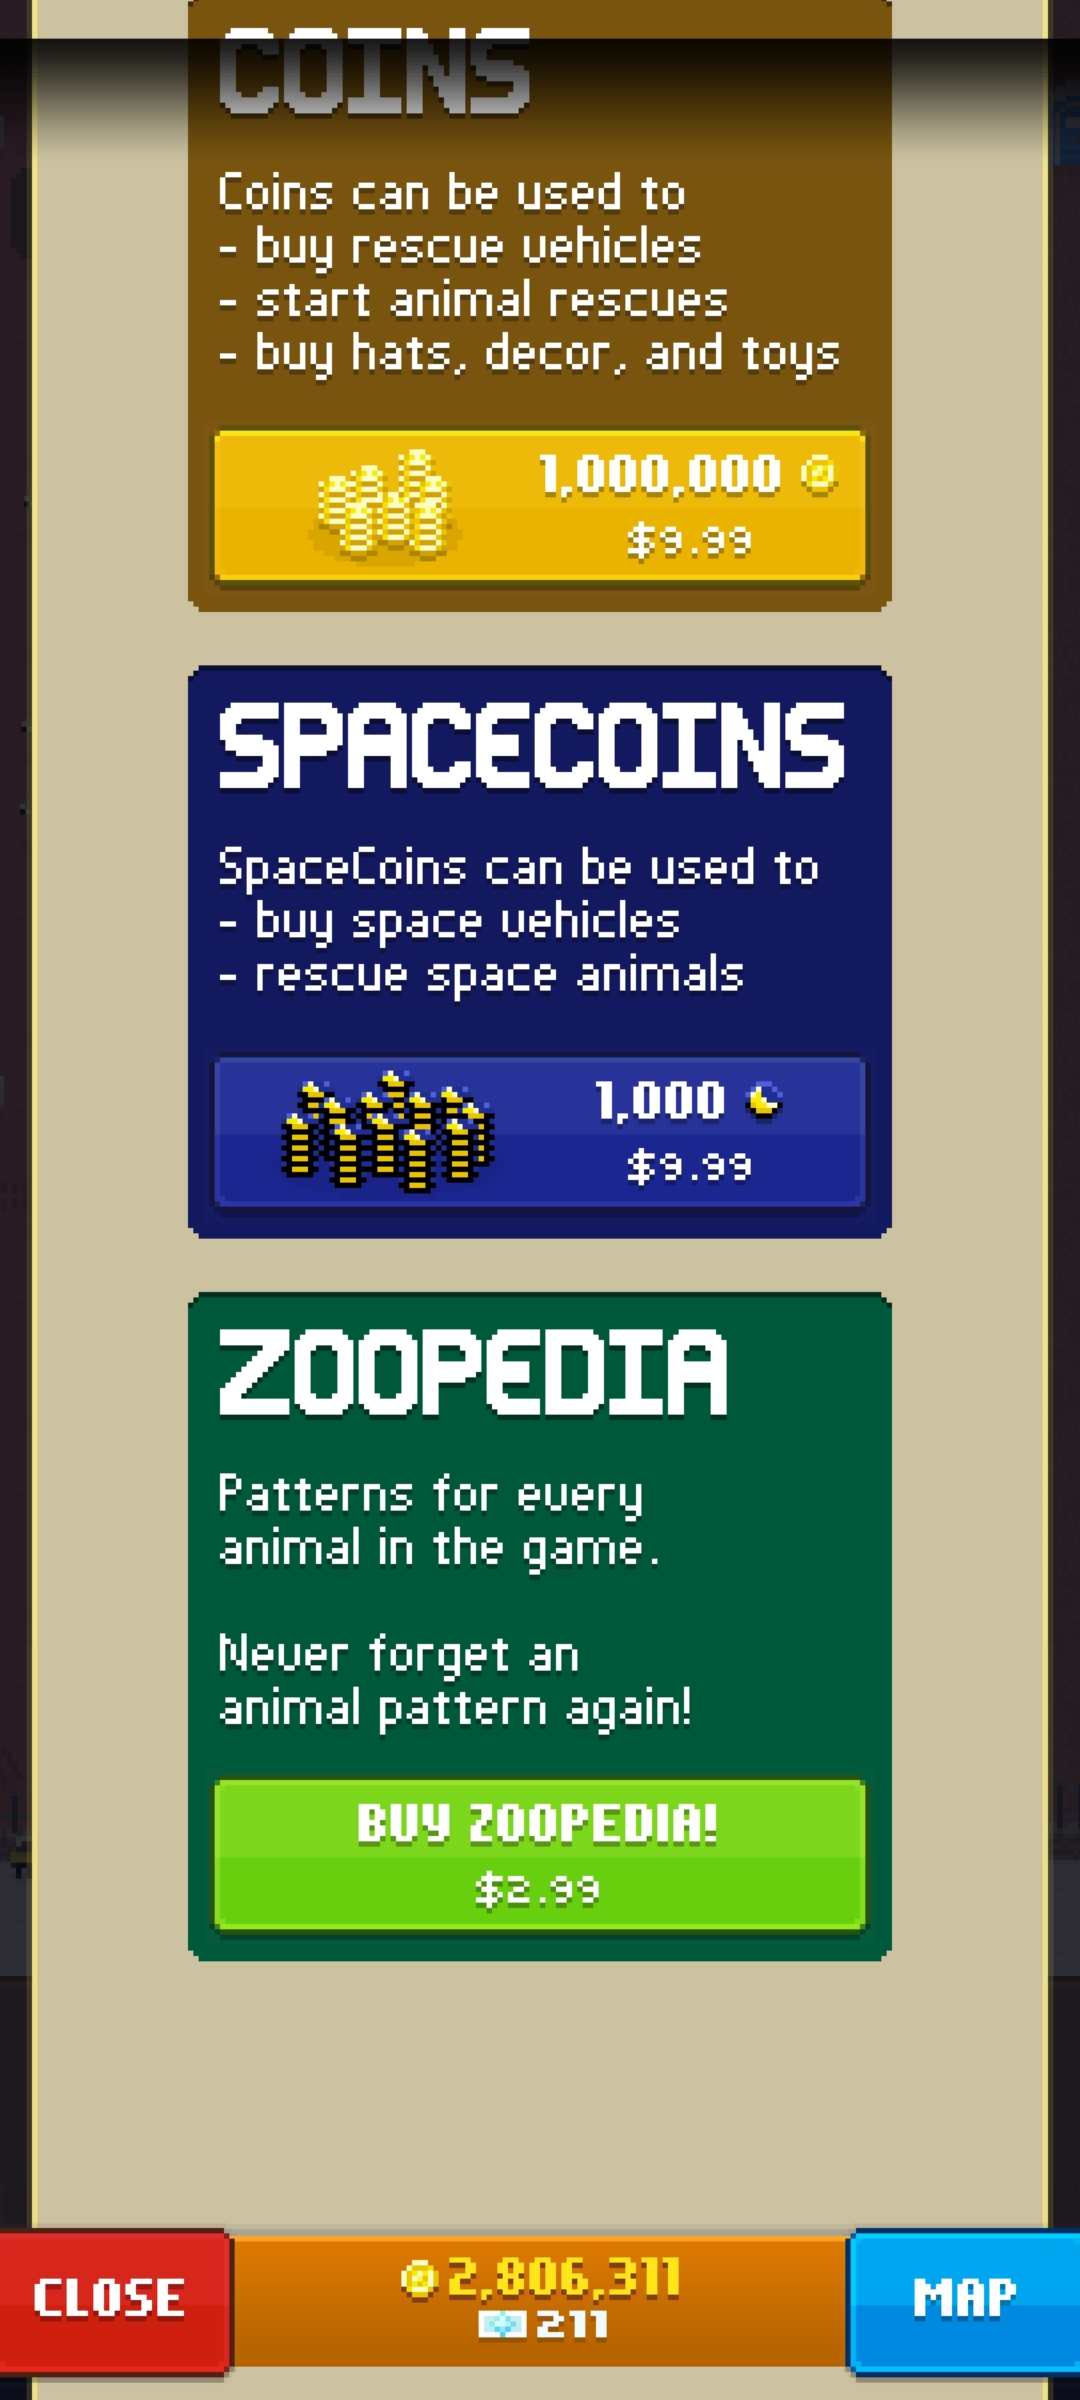 COINS
Coins can be used to
- buy rescue vehicles
- start animal rescues
- buy hats, decor, and toys
1,000,000
$9.99
SPACECOINS
SpaceCoins can be used to
- buy space vehicles
- rescue space animals
1,000
$9.99
ZOOPEDIA
Patterns for every
animal in the game.
Never forget an
animal pattern again!
BUY ZOOPEDIA!
$2.99
CLOSE
2,806,311
211
MAP